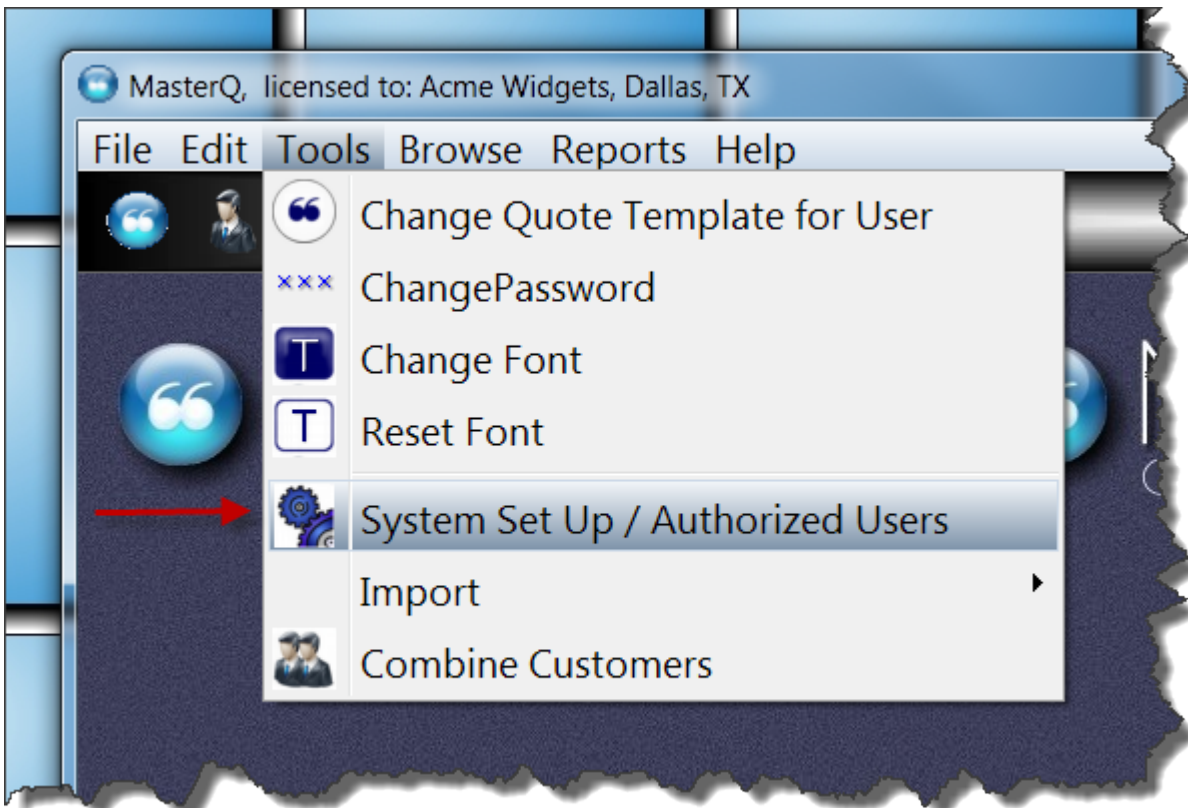 MasterQ, licensed to: Acme Widgets, Dallas, TX
File Edit Tools Browse Reports Help
Change Quote Template for User
××× ChangePassword
T Change Font
T Reset Font
System Set Up / Authorized Users
Import
Combine Customers